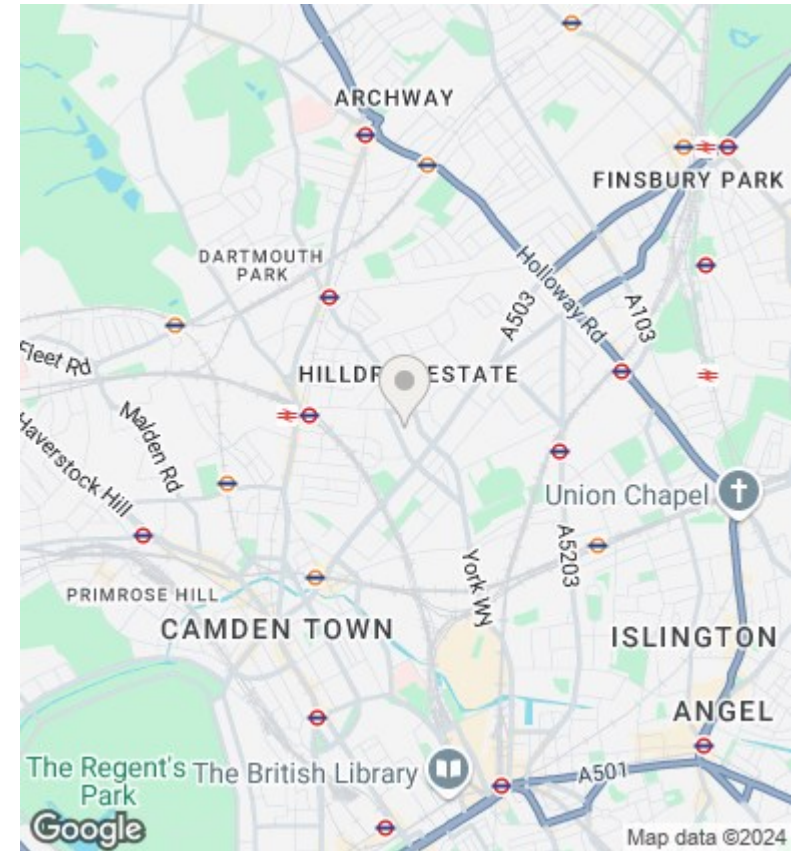 ARCHWAY
FINSBURY PARK
DARTMOUTH
PARK
Holloway Rd
A503
A103
Fleet Rd
HILLDR ESTATE
Malden Rd
Haverstock Hill
Union Chapel
A5203
York Wy
PRIMROSE HILL
CAMDEN TOWN
ISLINGTON
ANGEL
The Regent's
Park
The British Library
A501
Google
Map data ©2024